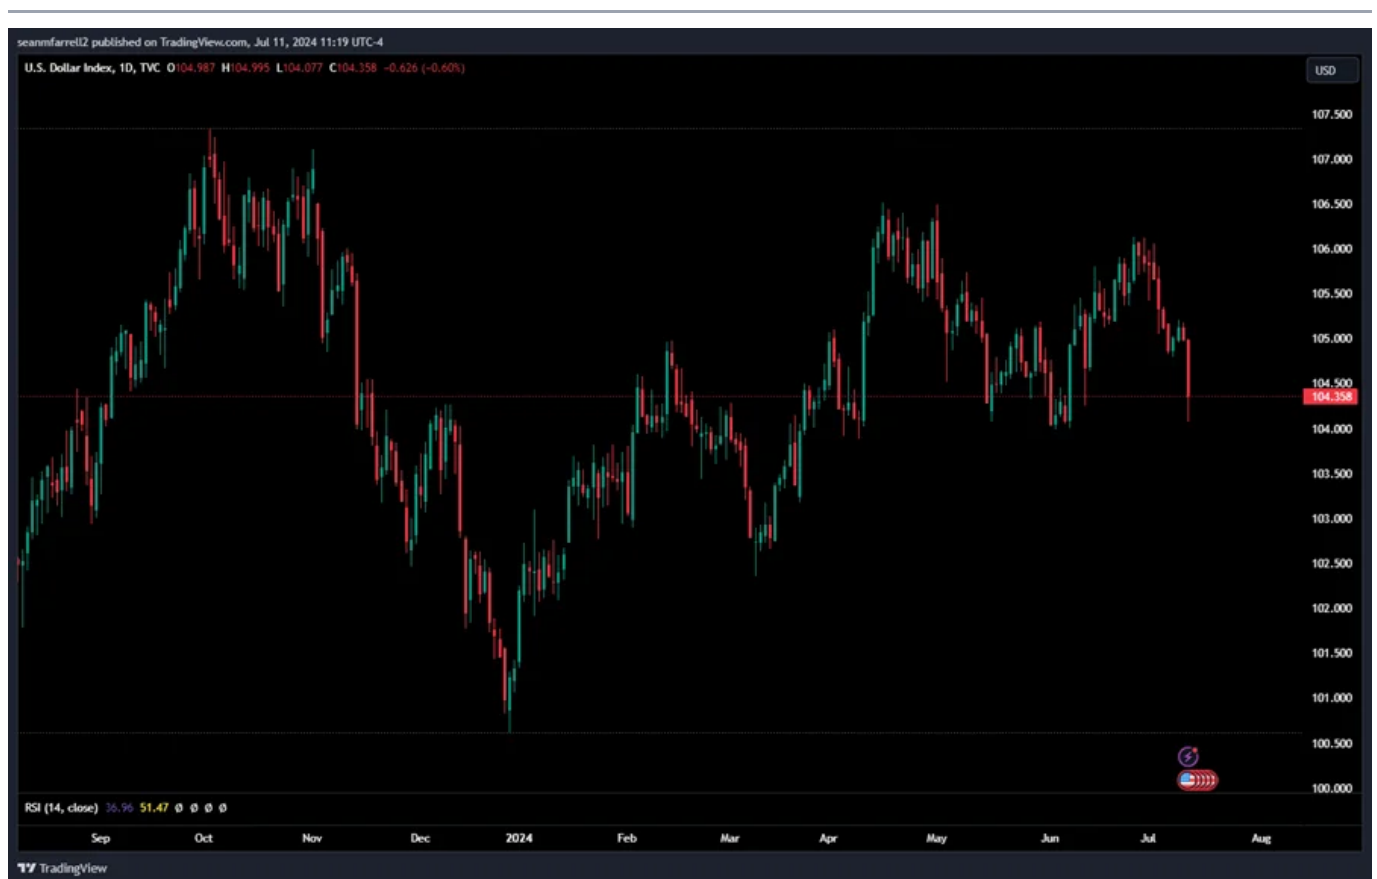 seanmfarrell2 published on TradingView.com, Jul 11, 2024 11:19 UTC-4
U.S. Dollar Index, 1D, TVC O104.987 H104.995 L104.077 C104.358 -0.626 (-0.60%)
USD
107.500
107.000
106.500
106.000
105.500
105.000
104.500
104.358
104.000
103.500
103.000
102.500
102.000
101.500
101.000
100.500
100.000
RSI (14, close) 36.96 51.47 Ø Ø Ø Ø
Sep Oct Nov Dec 2024 Feb Mar Apr May Jun Jul Aug
TradingView